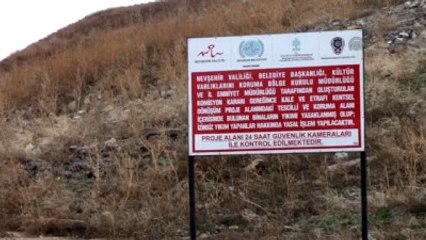 NEVŞEHİR VALİLİĞİ, BELEDİYE BAŞKANLIĞI, KÜLTÜR
VARLIKLARINI KORUMA BÖLGE KURULU MÜDÜRLÜĞÜ
VE İL EMNİYET MÜDÜRLÜĞÜ TARAFINDAN OLUŞTURULAN
KOMİSYON KARARI GEREĞİNCE KALE VE ETRAFI KENTSEL
DÖNÜŞÜM PROJE ALANINDAKİ TESCİLLİ VE KORUMA ALANI
İÇERİSİNDE BULUNAN BİNALARIN YIKIMI YASAKLANMIŞ OLUP;
İZİNSİZ YIKIM YAPANLAR HAKKINDA YASAL İŞLEM YAPILACAKTIR.
PROJE ALANI 24 SAAT GÜVENLİK KAMERALARI
İLE KONTROL EDİLMEKTEDİR.